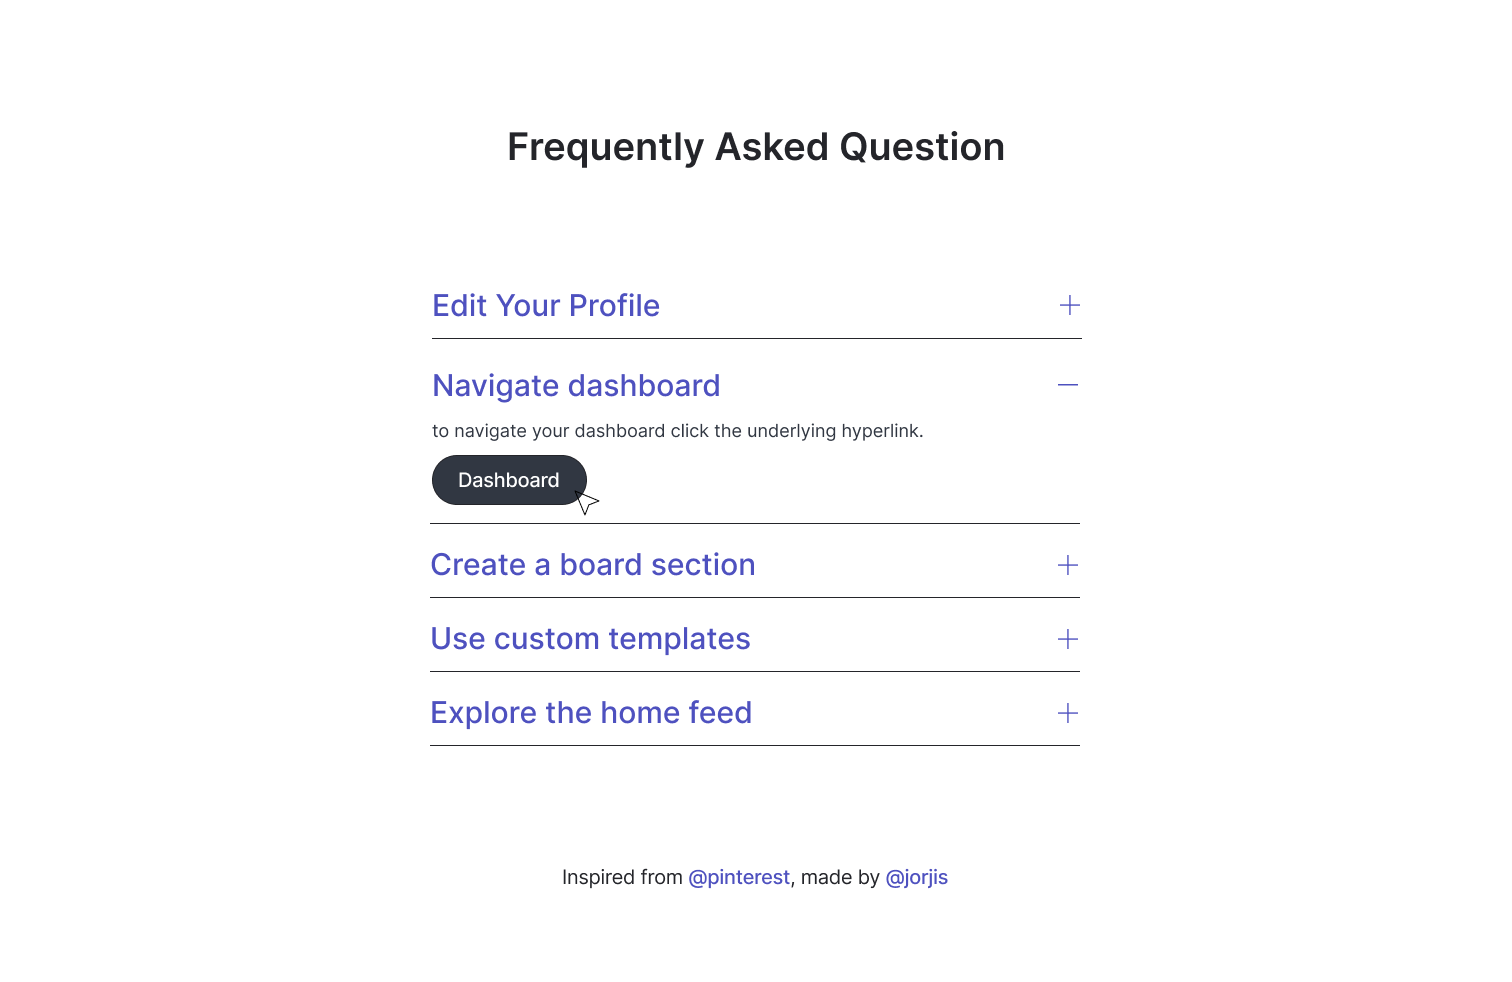 Frequently Asked Question
Edit Your Profile
Navigate dashboard
to navigate your dashboard click the underlying hyperlink.
Dashboard
Create a board section
Use custom templates
Explore the home feed
Inspired from @pinterest, made by @jorjis